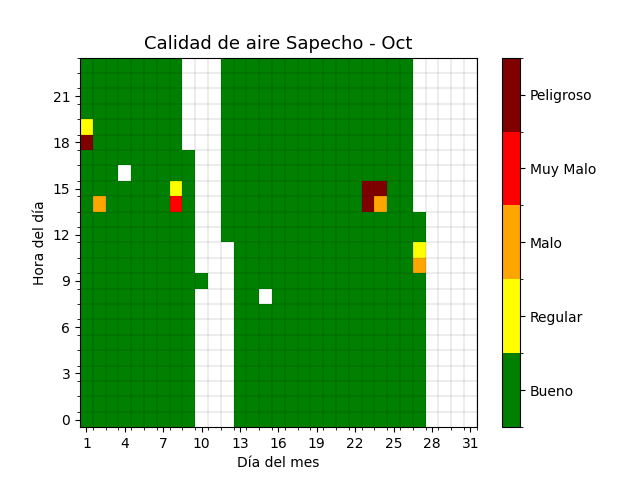 Calidad de aire Sapecho - Oct
Hora del día
21
18
15
12
9
6
3
0
1 4 7 10 13 16 19 22 25 28 31
Día del mes
Peligroso
Muy Malo
Malo
Regular
Bueno